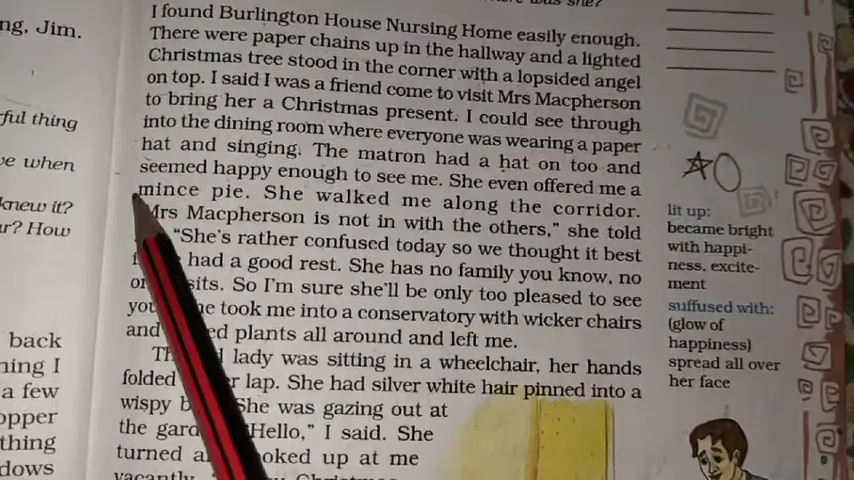 was she?
ng, Jim.
ful thing
e when
knew it?
r? How
back
ning I
a few
opper
thing
dows
I found Burlington House Nursing Home easily enough.
There were paper chains up in the hallway and a lighted
Christmas tree stood in the corner with a lopsided angel
on top. I said I was a friend come to visit Mrs Macpherson
to bring her a Christmas present. I could see through
into the dining room where everyone was wearing a paper
hat and singing. The matron had a hat on too and
seemed happy enough to see me. She even offered me a
mince pie. She walked me along the corridor.
Mrs Macpherson is not in with the others,” she told
“She’s rather confused today so we thought it best
had a good rest. She has no family you know, no
So I’m sure she’ll be only too pleased to see
took me into a conservatory with wicker chairs
and plants all around and left me.
lady was sitting in a wheelchair, her hands
folded lap. She had silver white hair pinned into a
wispy She was gazing out at
the “Hello,” I said. She
turned up at me
vacantly.
lit up:
became bright
with happi-
ness, excite-
ment
suffused with:
(glow of
happiness)
spread all over
her face